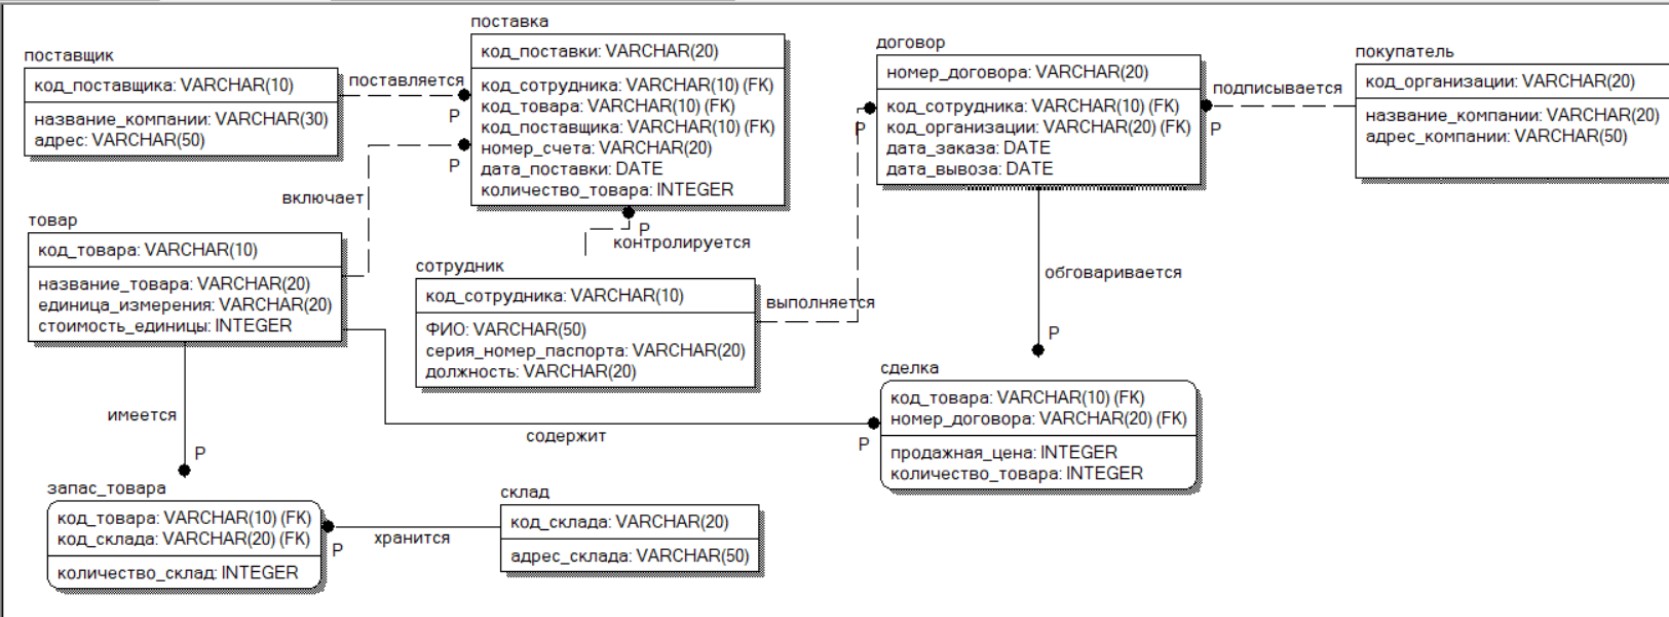 поставщик
код_поставщика: VARCHAR(10)
название_компании: VARCHAR(30)
адрес: VARCHAR(50)
поставляется
P
поставка
код_поставки: VARCHAR(20)
код_сотрудника: VARCHAR(10) (FK)
код_товара: VARCHAR(10) (FK)
код_поставщика: VARCHAR(10) (FK)
номер_счета: VARCHAR(20)
дата_поставки: DATE
количество_товара: INTEGER
P
включает
P
контролируется
договор
номер_договора: VARCHAR(20)
код_сотрудника: VARCHAR(10) (FK)
код_организации: VARCHAR(20) (FK)
дата_заказа: DATE
дата_вывоза: DATE
P
подписывается
P
покупатель
код_организации: VARCHAR(20)
название_компании: VARCHAR(20)
адрес_компании: VARCHAR(50)
товар
код_товара: VARCHAR(10)
название_товара: VARCHAR(20)
единица_измерения: VARCHAR(20)
стоимость_единицы: INTEGER
сотрудник
код_сотрудника: VARCHAR(10)
ФИО: VARCHAR(50)
серия_номер_паспорта: VARCHAR(20)
должность: VARCHAR(20)
выполняется
обговаривается
P
сделка
код_товара: VARCHAR(10) (FK)
номер_договора: VARCHAR(20) (FK)
продажная_цена: INTEGER
количество_товара: INTEGER
имеется
P
содержит
P
запас_товара
код_товара: VARCHAR(10) (FK)
код_склада: VARCHAR(20) (FK)
количество_склад: INTEGER
P
хранится
склад
код_склада: VARCHAR(20)
адрес_склада: VARCHAR(50)